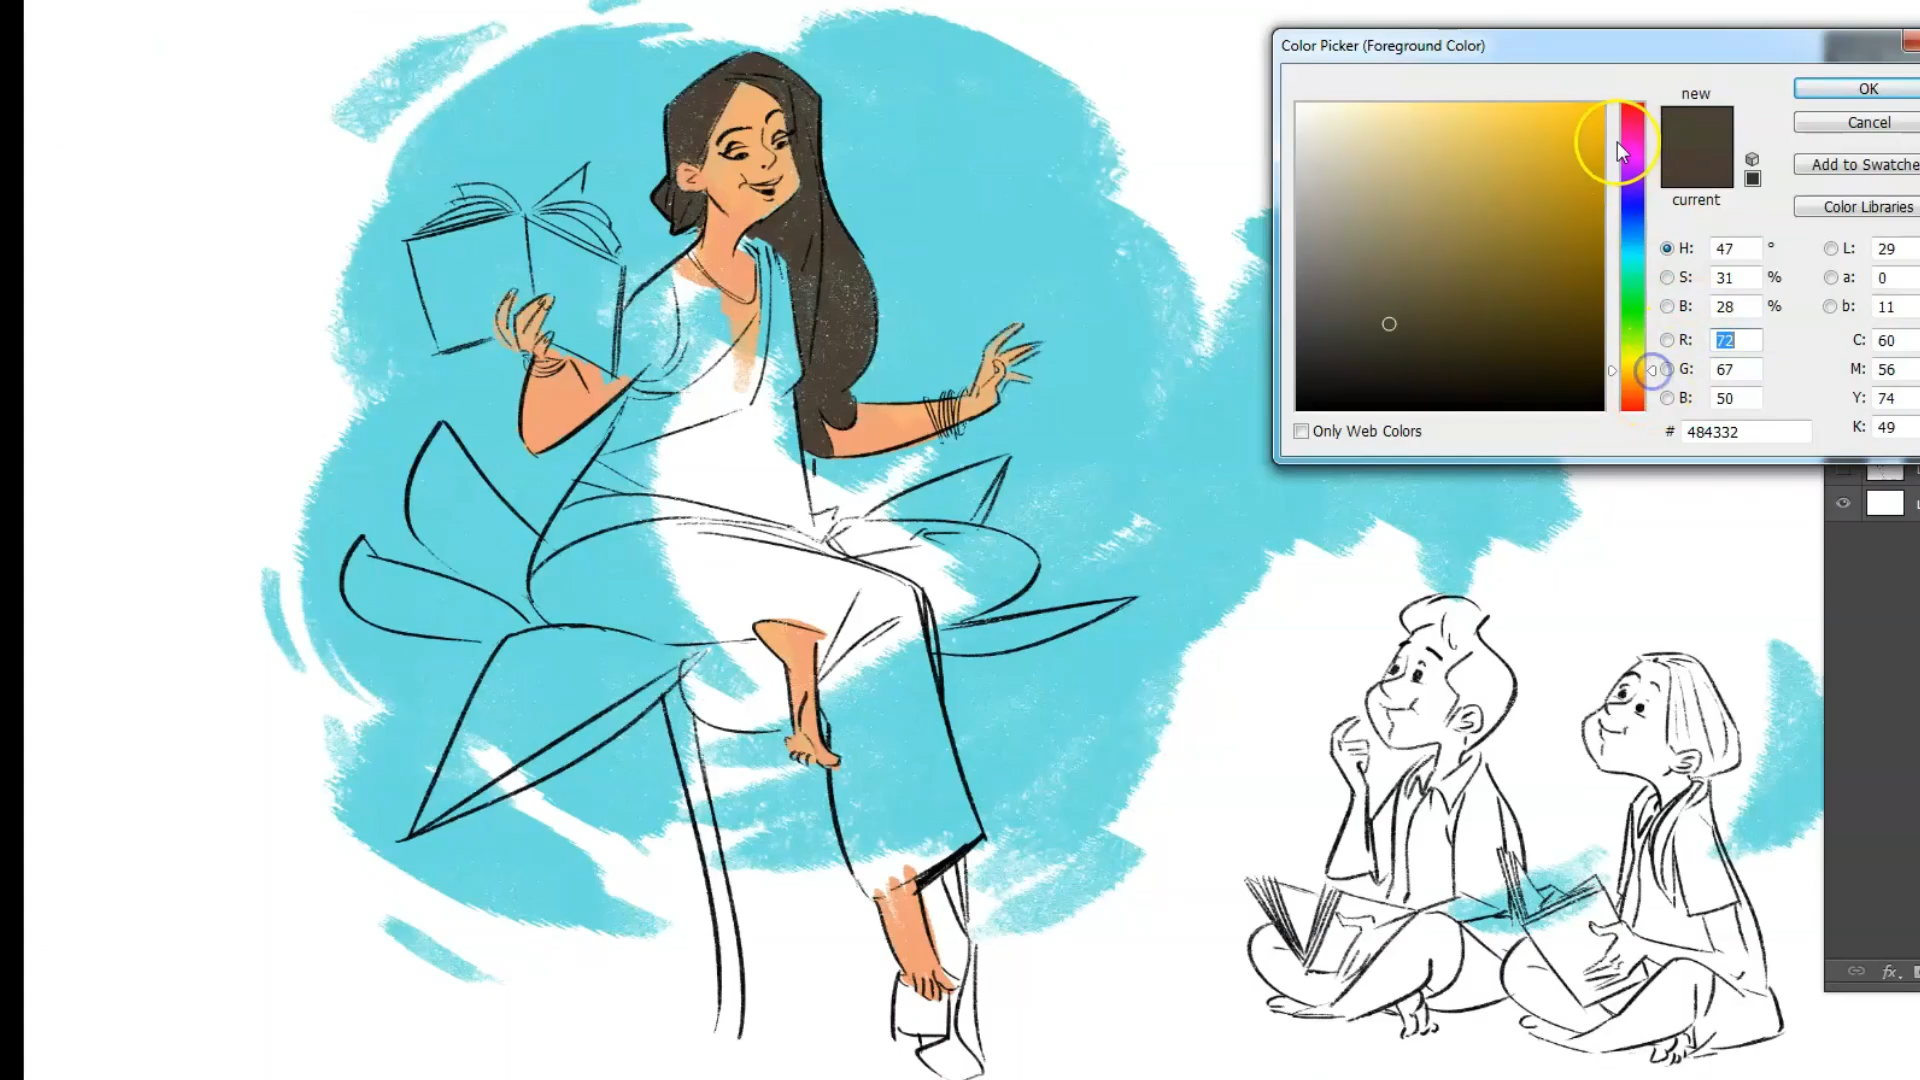 Color Picker (Foreground Color)
new
OK
Cancel
Add to Swatche
current
Color Libraries
H: 47 ° L: 29
S: 31 % a: 0
B: 28 % b: 11
R: 72 C: 60
G: 67 M: 56
B: 50 Y: 74
Only Web Colors # 484332 K: 49
fx